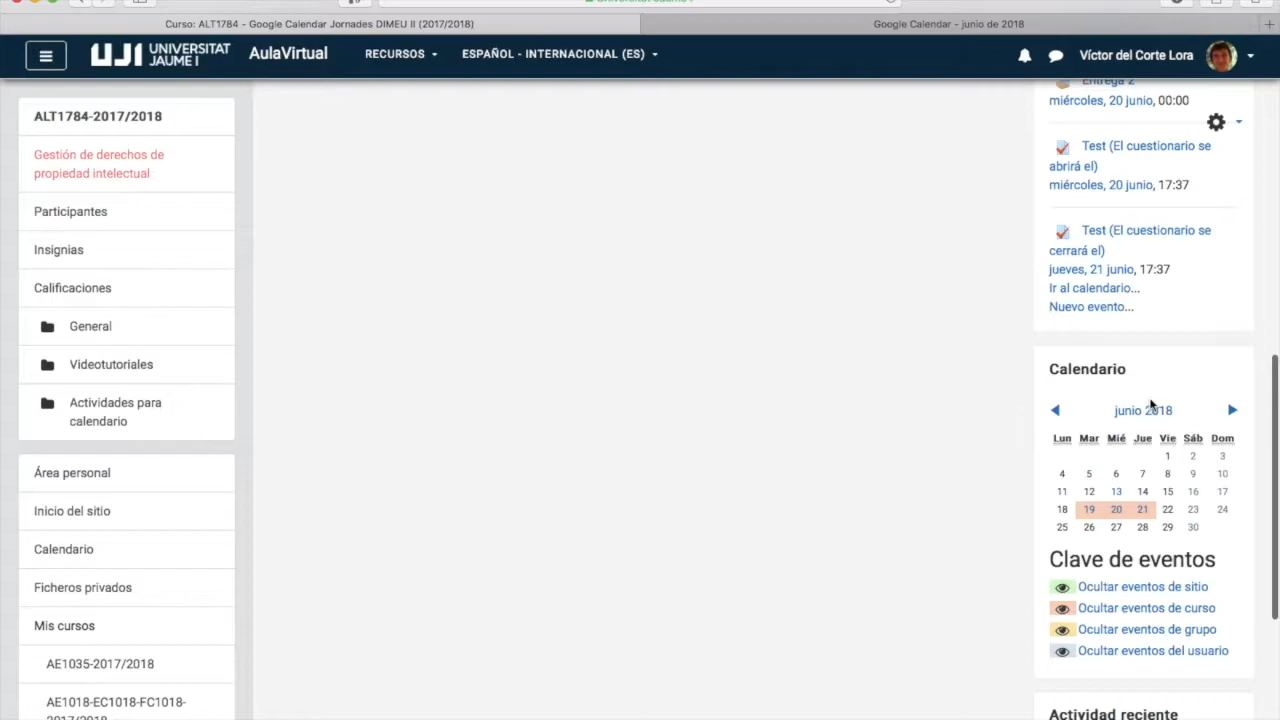 Curso: ALT1784 - Google Calendar Jornades DIMEU II (2017/2018)
Google Calendar - junio de 2018
UJI UNIVERSITAT JAUME I
AulaVirtual
RECURSOS
ESPAÑOL - INTERNACIONAL (ES)
Víctor del Corte Lora
ALT1784-2017/2018
Gestión de derechos de
propiedad intelectual
Participantes
Insignias
Calificaciones
General
Videotutoriales
Actividades para
calendario
Área personal
Inicio del sitio
Calendario
Ficheros privados
Mis cursos
AE1035-2017/2018
AE1018-EC1018-FC1018-
2017/2018
Entrega 2
miércoles, 20 junio, 00:00
Test (El cuestionario se
abrirá el)
miércoles, 20 junio, 17:37
Test (El cuestionario se
cerrará el)
jueves, 21 junio, 17:37
Ir al calendario...
Nuevo evento...
Calendario
junio 2018
Lun Mar Mié Jue Vie Sáb Dom
1 2 3
4 5 6 7 8 9 10
11 12 13 14 15 16 17
18 19 20 21 22 23 24
25 26 27 28 29 30
Clave de eventos
Ocultar eventos de sitio
Ocultar eventos de curso
Ocultar eventos de grupo
Ocultar eventos del usuario
Actividad reciente